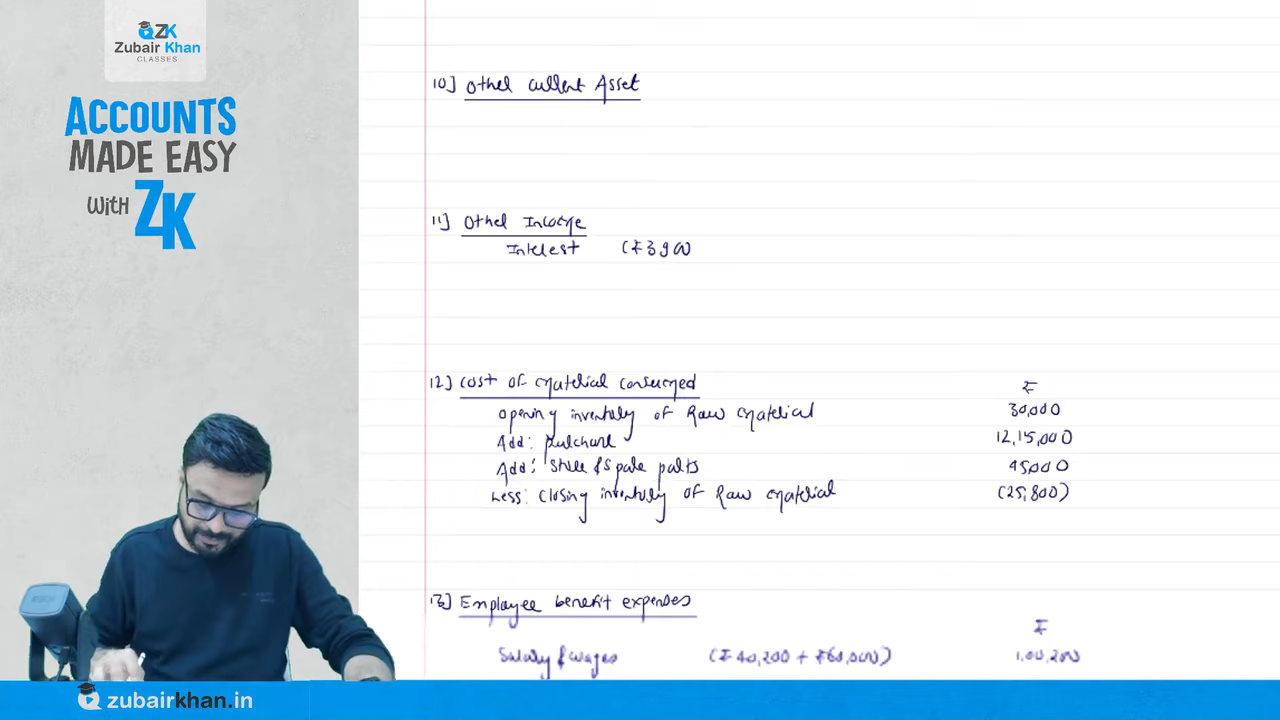 ZK
Zubair Khan
CLASSES
ACCOUNTS
MADE EASY
WITH ZK
10] Other current Asset
11] Other Income
Interest (₹3900
12] Cost of material consumed
₹
Opening inventory of Raw material 30,000
Add: purchase 12,15,000
Add: Store & spare parts 45,000
Less: Closing inventory of Raw material (25,800)
13] Employee benefit expenses
₹
Salary & wages (₹40,200 + ₹60,000) 1,00,200
zubairkhan.in